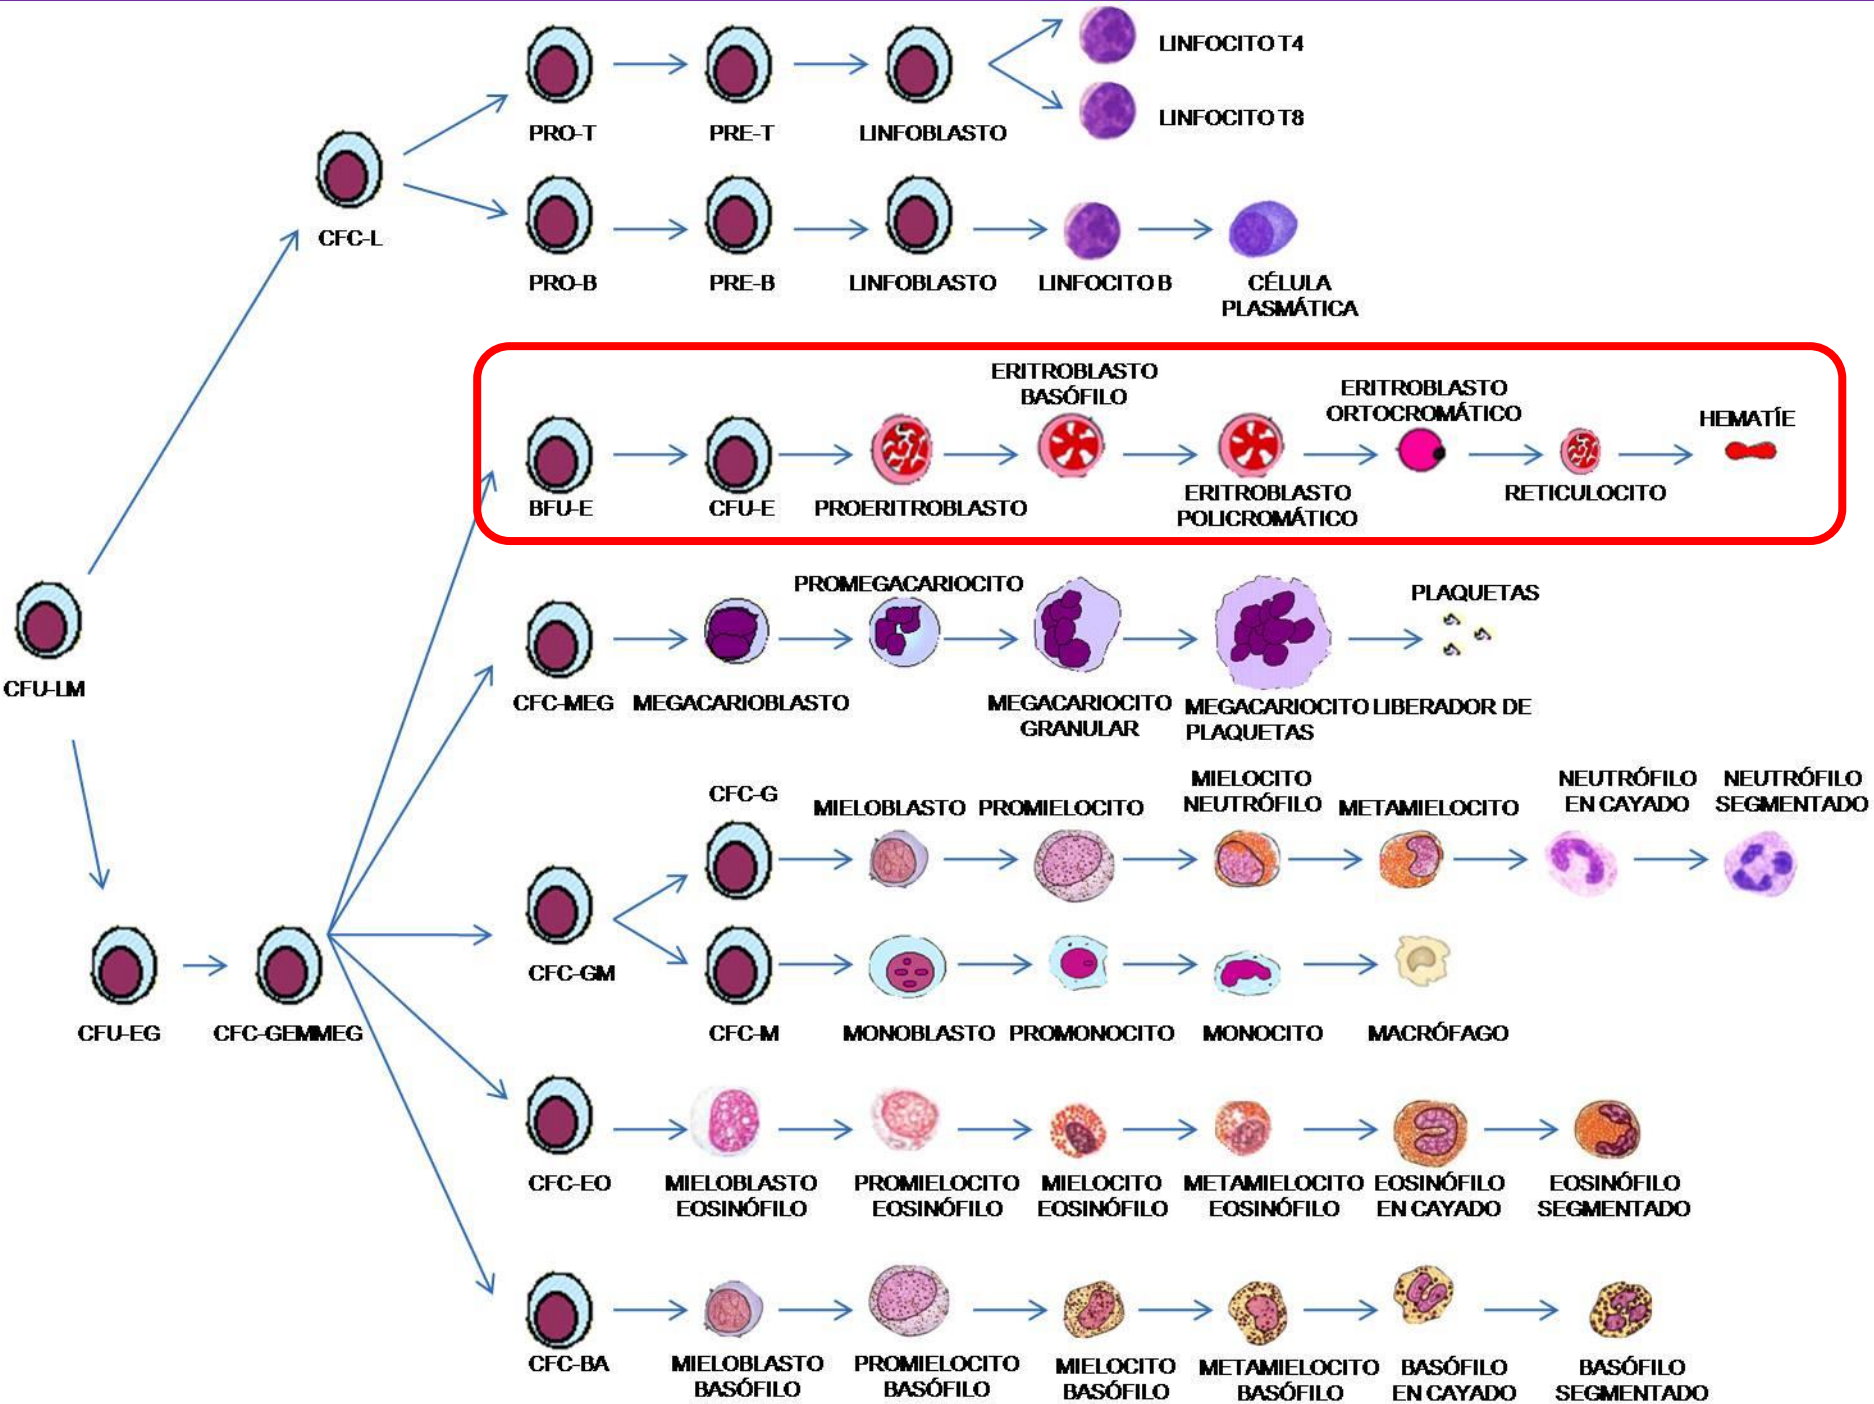 LINFOCITO T4
LINFOCITO T8
PRO-T
PRE-T
LINFOBLASTO
CFC-L
PRO-B
PRE-B
LINFOBLASTO
LINFOCITO B
CÉLULA
PLASMÁTICA
ERITROBLASTO
BASÓFILO
ERITROBLASTO
ORTOCROMÁTICO
HEMATÍE
BFU-E
CFU-E
PROERITROBLASTO
ERITROBLASTO
POLICROMÁTICO
RETICULOCITO
CFU-LM
PROMEGACARIOCITO
PLAQUETAS
CFC-MEG
MEGACARIOBLASTO
MEGACARIOCITO
GRANULAR
MEGACARIOCITO LIBERADOR DE
PLAQUETAS
CFC-G
MIELOBLASTO
PROMIELOCITO
MIELOCITO
NEUTRÓFILO
METAMIELOCITO
NEUTRÓFILO
EN CAYADO
NEUTRÓFILO
SEGMENTADO
CFC-GM
CFU-EG
CFC-GEMMEG
CFC-M
MONOBLASTO
PROMONOCITO
MONOCITO
MACRÓFAGO
CFC-EO
MIELOBLASTO
EOSINÓFILO
PROMIELOCITO
EOSINÓFILO
MIELOCITO
EOSINÓFILO
METAMIELOCITO
EOSINÓFILO
EOSINÓFILO
EN CAYADO
EOSINÓFILO
SEGMENTADO
CFC-BA
MIELOBLASTO
BASÓFILO
PROMIELOCITO
BASÓFILO
MIELOCITO
BASÓFILO
METAMIELOCITO
BASÓFILO
BASÓFILO
EN CAYADO
BASÓFILO
SEGMENTADO